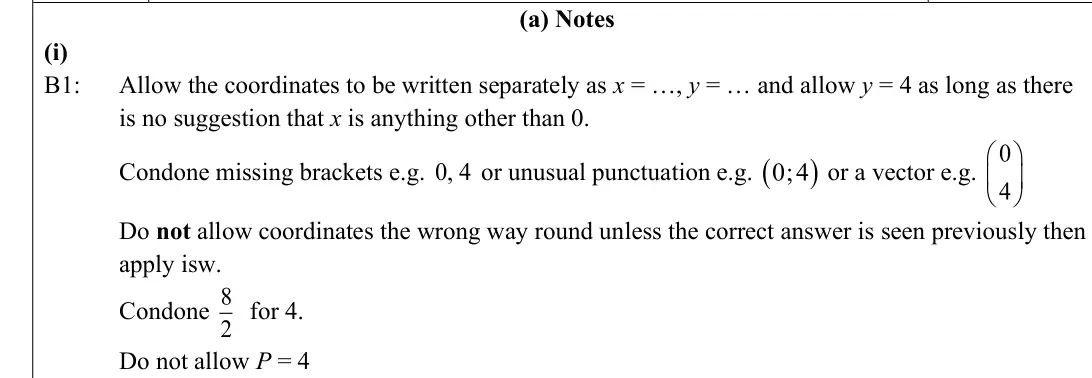 (a) Notes
(i)
B1: Allow the coordinates to be written separately as x = …, y = … and allow y = 4 as long as there
is no suggestion that x is anything other than 0.
Condone missing brackets e.g. 0, 4 or unusual punctuation e.g. (0;4) or a vector e.g. (0
4)
Do not allow coordinates the wrong way round unless the correct answer is seen previously then
apply isw.
Condone 8/2 for 4.
Do not allow P = 4